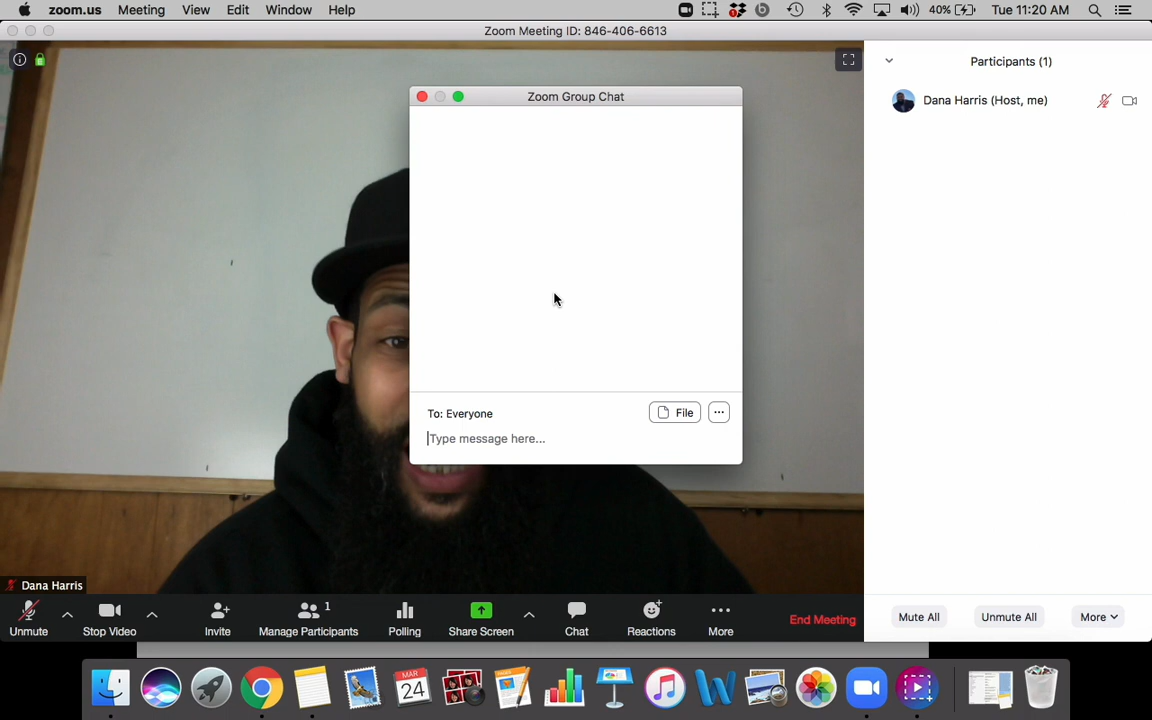 zoom.us Meeting View Edit Window Help 40% Tue 11:20 AM
Zoom Meeting ID: 846-406-6613
Participants (1)
Dana Harris (Host, me)
Zoom Group Chat
To: Everyone
File
Type message here...
Dana Harris
Unmute
Stop Video
Invite
1
Manage Participants
Polling
Share Screen
Chat
Reactions
More
End Meeting
Mute All
Unmute All
More
MAR
24